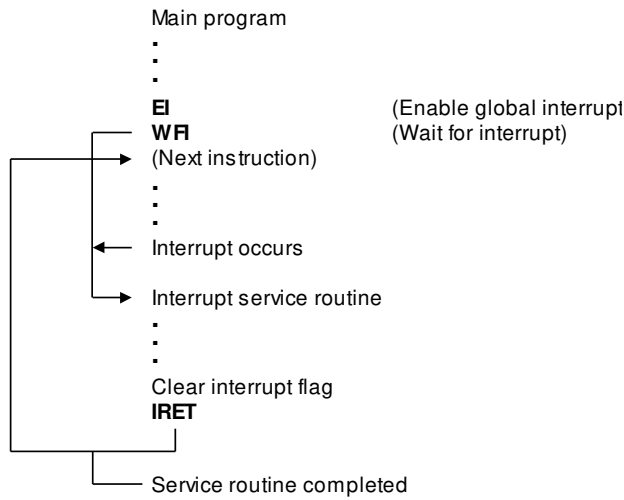 Main program
EI (Enable global interrupt
WFI (Wait for interrupt)
(Next instruction)
Interrupt occurs
Interrupt service routine
Clear interrupt flag
IRET
Service routine completed